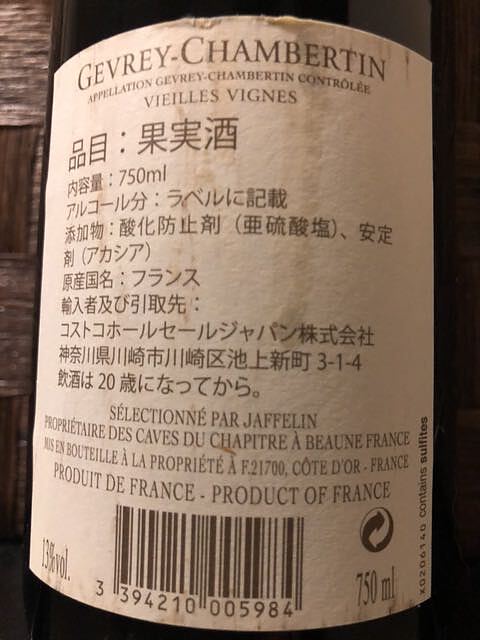 GEVREY-CHAMBERTIN
APPELLATION GEVREY-CHAMBERTIN CONTRÔLÉE
VIEILLES VIGNES
品目：果実酒
内容量：750ml
アルコール分：ラベルに記載
添加物：酸化防止剤（亜硫酸塩）、安定
剤（アカシア）
原産国名：フランス
輸入者及び引取先：
コストコホールセールジャパン株式会社
神奈川県川崎市川崎区池上新町 3-1-4
飲酒は 20 歳になってから。
SÉLECTIONNÉ PAR JAFFELIN
PROPRIÉTAIRE DES CAVES DU CHAPITRE À BEAUNE FRANCE
MIS EN BOUTEILLE À LA PROPRIÉTÉ À F.21700, CÔTE D'OR - FRANCE
PRODUIT DE FRANCE - PRODUCT OF FRANCE
13% vol.
3 394210 005984
750 ml
X0206140 contains sulfites